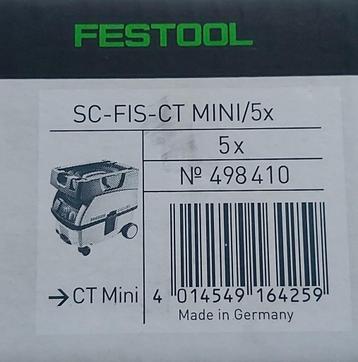 FESTOOL
SC-FIS-CT MINI/5x
5x
Nº 498410
→CT Mini
4 014549 164259
Made in Germany